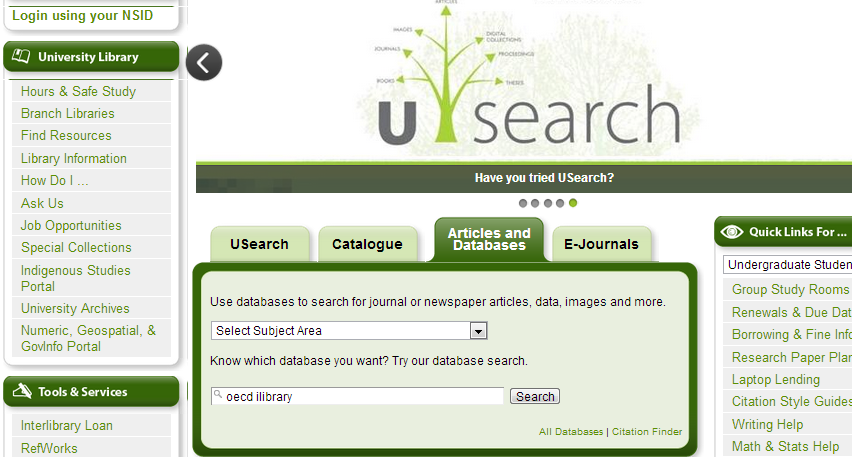 Login using your NSID
University Library
Hours & Safe Study
Branch Libraries
Find Resources
Library Information
How Do I ...
Ask Us
Job Opportunities
Special Collections
Indigenous Studies
Portal
University Archives
Numeric, Geospatial, &
GovInfo Portal
Tools & Services
Interlibrary Loan
RefWorks
ARTICLES
IMAGES
DIGITAL
COLLECTIONS
JOURNALS
PROCEEDINGS
BOOKS
THESES
U search
Have you tried USearch?
USearch
Catalogue
Articles and
Databases
E-Journals
Use databases to search for journal or newspaper articles, data, images and more.
Select Subject Area
Know which database you want? Try our database search.
oecd ilibrary
Search
All Databases | Citation Finder
Quick Links For ...
Undergraduate Studen
Group Study Rooms
Renewals & Due Dat
Borrowing & Fine Info
Research Paper Plan
Laptop Lending
Citation Style Guides
Writing Help
Math & Stats Help